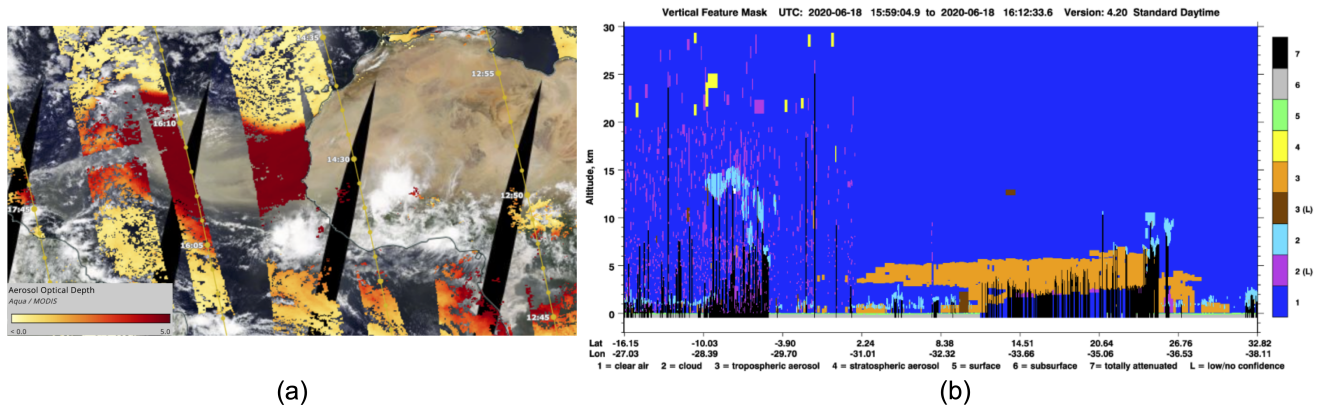 14:35
12:55
16:10
14:30
12:50
17:45
16:05
12:45
Aerosol Optical Depth
Aqua / MODIS
< 0.0 5.0
(a)
Vertical Feature Mask UTC: 2020-06-18 15:59:04.9 to 2020-06-18 16:12:33.6 Version: 4.20 Standard Daytime
Altitude, km
30
25
20
15
10
5
0
7
6
5
4
3
3 (L)
2
2 (L)
1
Lat -16.15 -10.03 -3.90 2.24 8.38 14.51 20.64 26.76 32.82
Lon -27.03 -28.39 -29.70 -31.01 -32.32 -33.66 -35.06 -36.53 -38.11
1 = clear air 2 = cloud 3 = tropospheric aerosol 4 = stratospheric aerosol 5 = surface 6 = subsurface 7= totally attenuated L = low/no confidence
(b)